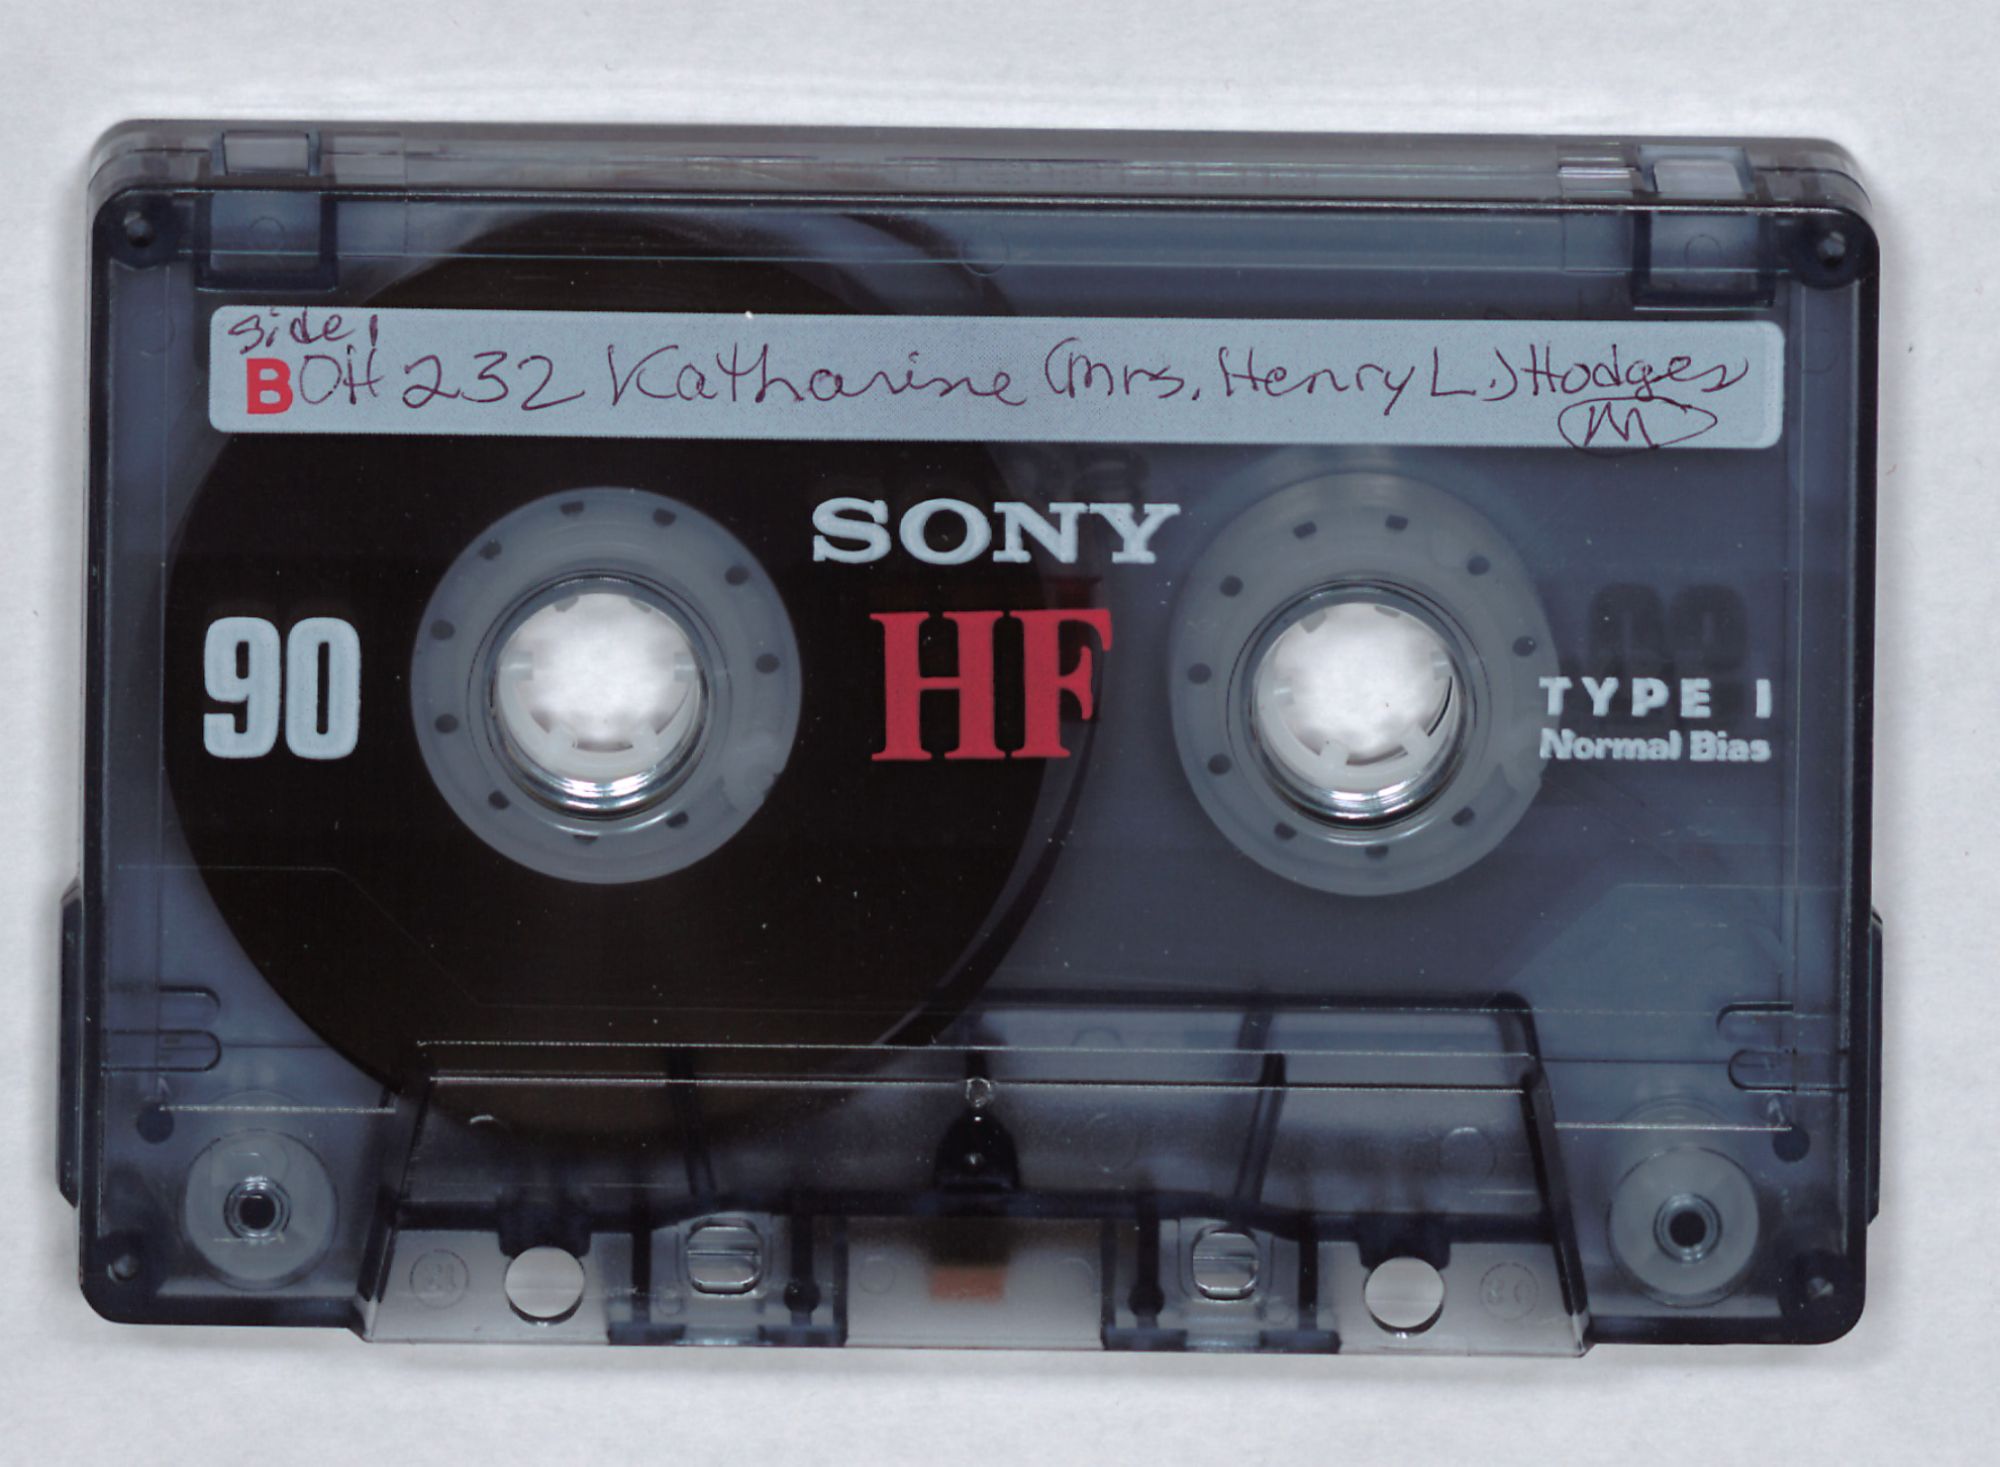 side 1
B OH 232 Katharine (Mrs. Henry L.) Hodges
M
SONY
90
HF
TYPE I
Normal Bias